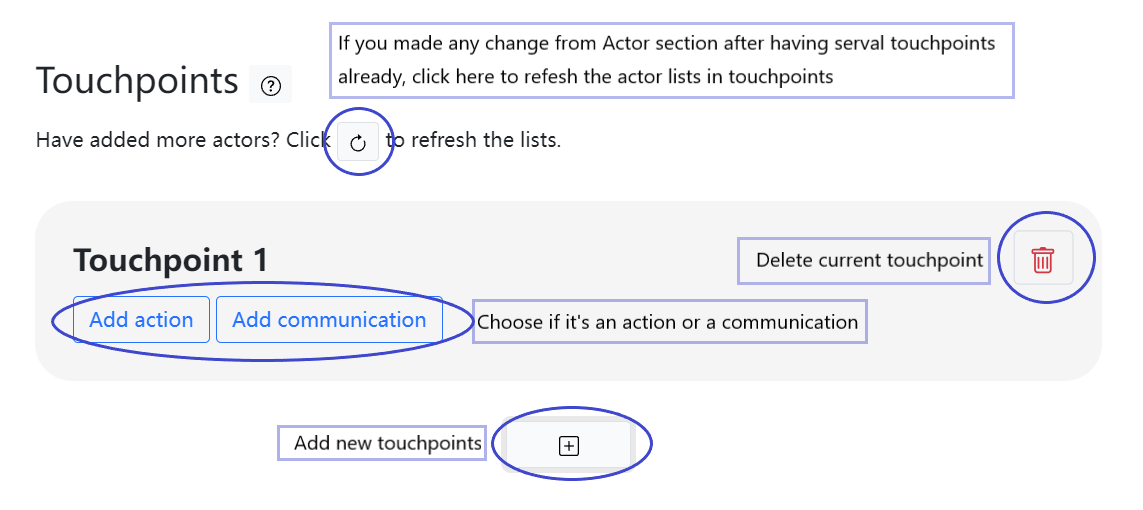 If you made any change from Actor section after having serval touchpoints
already, click here to refesh the actor lists in touchpoints
Touchpoints
Have added more actors? Click to refresh the lists.
Touchpoint 1
Delete current touchpoint
Add action Add communication
Choose if it's an action or a communication
Add new touchpoints